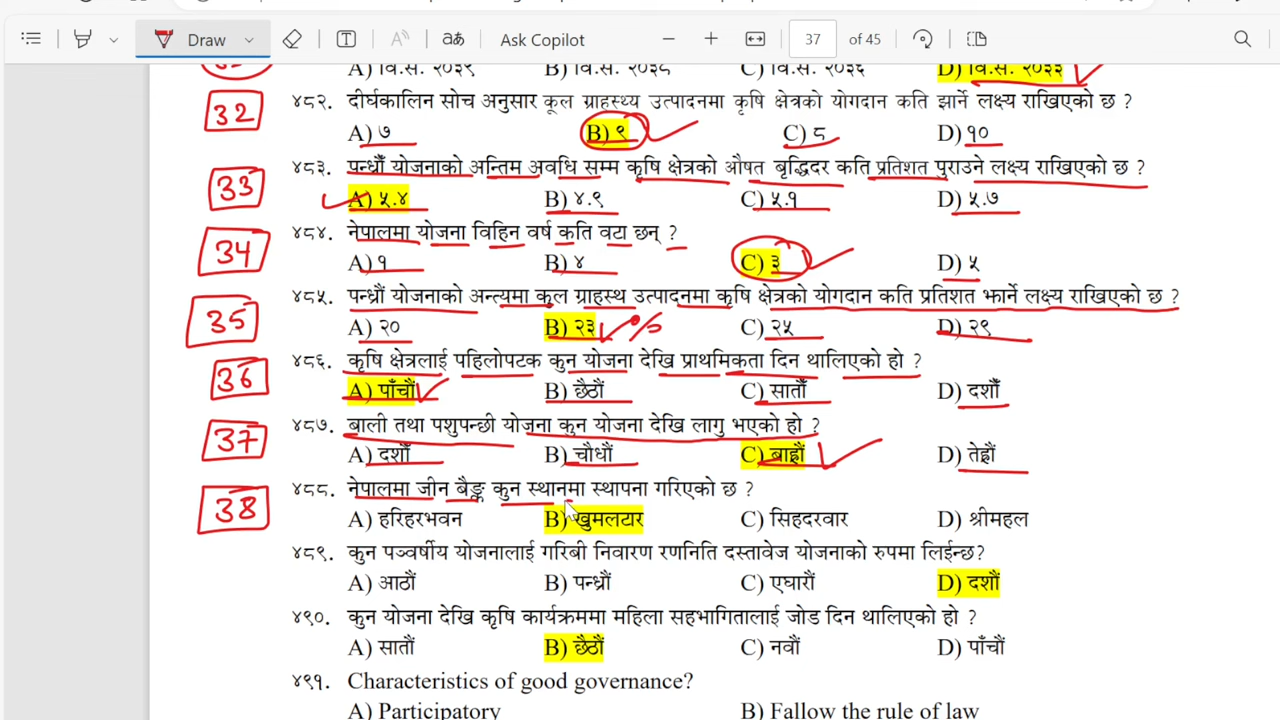 Draw
Ask Copilot
37 of 45
A) वि.सं. २०३९ B) वि.सं. २०३८ C) वि.सं. २०३६ D) वि.सं. २०३३
32 ४८२. दीर्घकालिन सोच अनुसार कूल ग्राहस्थ्य उत्पादनमा कृषि क्षेत्रको योगदान कति झार्ने लक्ष्य राखिएको छ ?
A) ७ B) ९ C) ८ D) १०
33 ४८३. पन्ध्रौँ योजनाको अन्तिम अवधि सम्म कृषि क्षेत्रको औषत बृद्धिदर कति प्रतिशत पुराउने लक्ष्य राखिएको छ ?
A) ५.४ B) ४.९ C) ५.१ D) ५.७
34 ४८४. नेपालमा योजना विहिन वर्ष कति वटा छन् ?
A) १ B) ४ C) ३ D) ५
35 ४८५. पन्ध्रौं योजनाको अन्त्यमा कूल ग्राहस्थ उत्पादनमा कृषि क्षेत्रको योगदान कति प्रतिशत झार्ने लक्ष्य राखिएको छ ?
A) २० B) २३ % C) २५ D) २९
36 ४८६. कृषि क्षेत्रलाई पहिलोपटक कुन योजना देखि प्राथमिकता दिन थालिएको हो ?
A) पाँचौं B) छैठौं C) सातौँ D) दशौँ
37 ४८७. बाली तथा पशुपन्छी योजना कुन योजना देखि लागु भएको हो ?
A) दशौँ B) चौधौं C) बाह्रौं D) तेह्रौं
38 ४८८. नेपालमा जीन बैङ्क कुन स्थानमा स्थापना गरिएको छ ?
A) हरिहरभवन B) खुमलटार C) सिहदरवार D) श्रीमहल
४८९. कुन पञ्चर्षीय योजनालाई गरिबी निवारण रणनिति दस्तावेज योजनाको रुपमा लिईन्छ?
A) आठौं B) पन्ध्रौं C) एघारौं D) दशौं
४९०. कुन योजना देखि कृषि कार्यक्रममा महिला सहभागितालाई जोड दिन थालिएको हो ?
A) सातौं B) छैठौं C) नवौं D) पाँचौं
४९१. Characteristics of good governance?
A) Participatory B) Fallow the rule of law